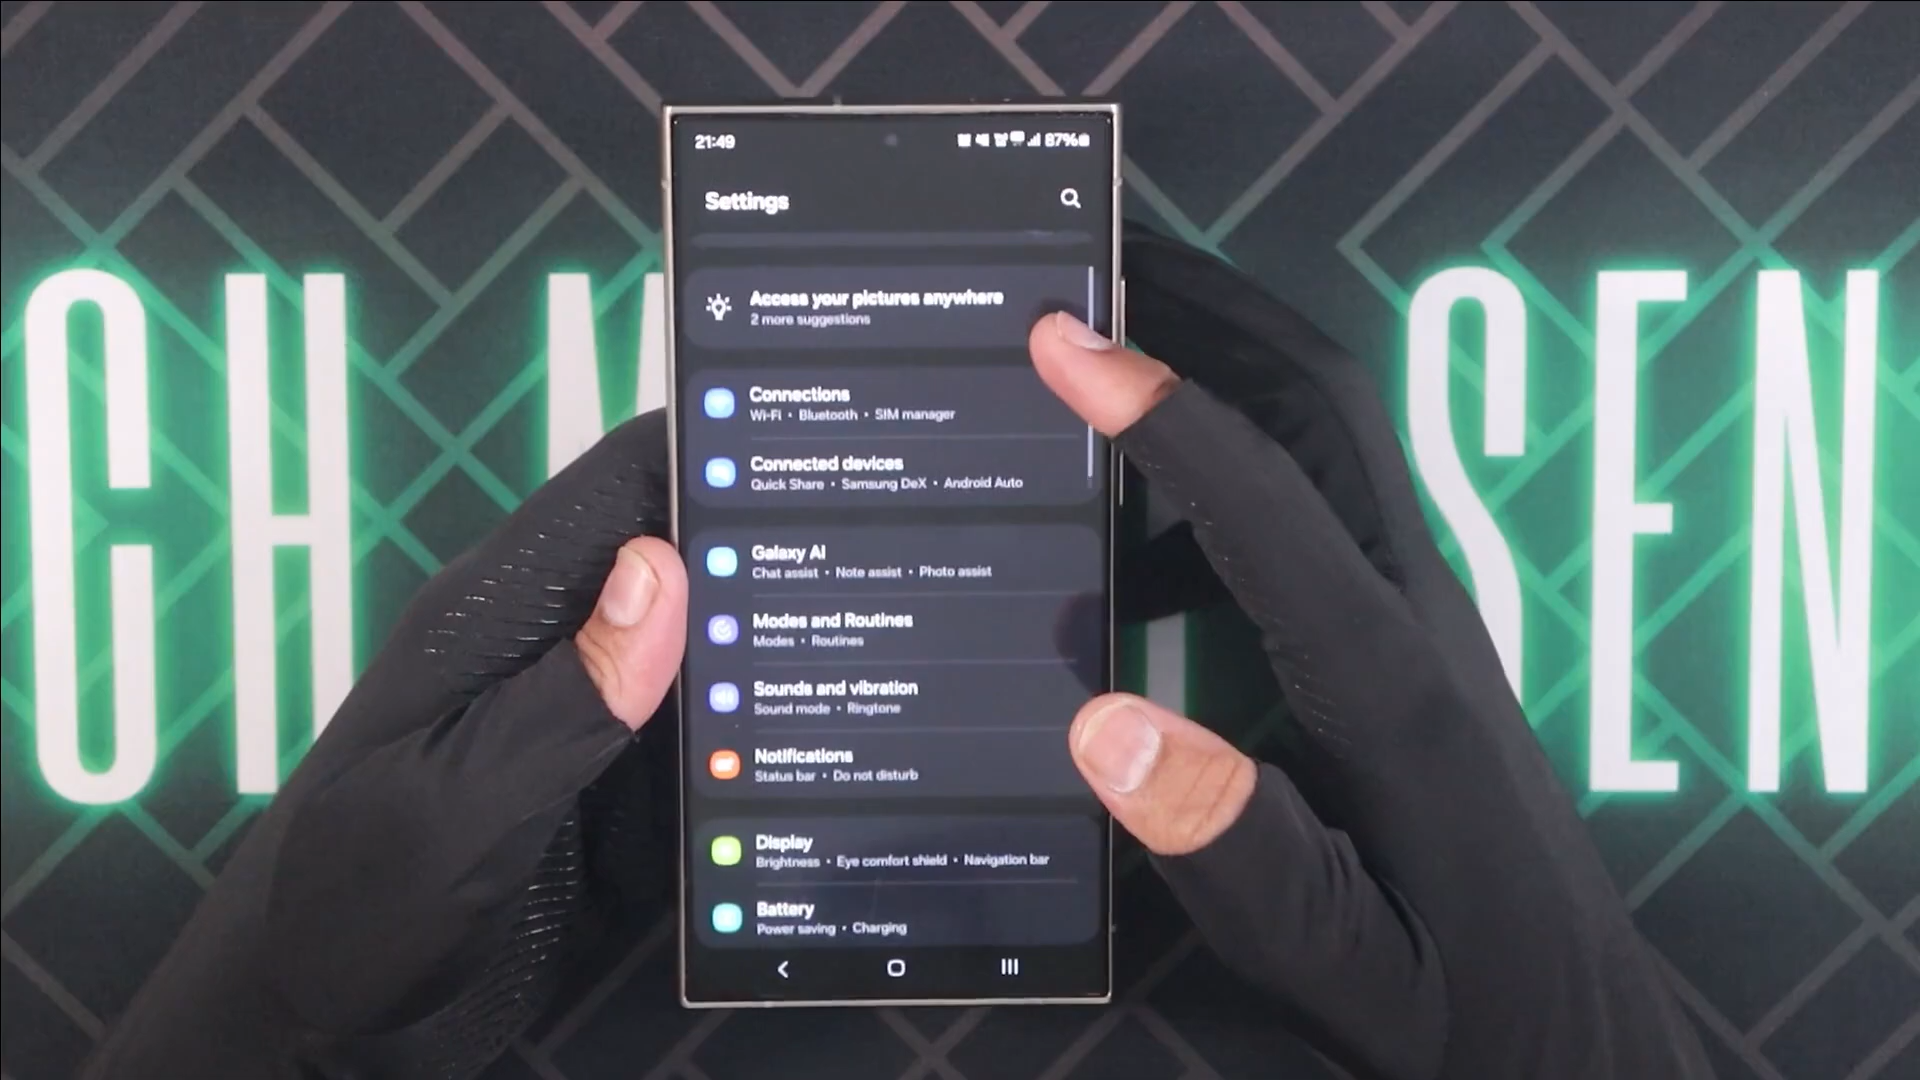 CH M
SEN
21:49
87%
Settings
Access your pictures anywhere
2 more suggestions
Connections
Wi-Fi • Bluetooth • SIM manager
Connected devices
Quick Share • Samsung DeX • Android Auto
Galaxy AI
Chat assist • Note assist • Photo assist
Modes and Routines
Modes • Routines
Sounds and vibration
Sound mode • Ringtone
Notifications
Status bar • Do not disturb
Display
Brightness • Eye comfort shield • Navigation bar
Battery
Power saving • Charging